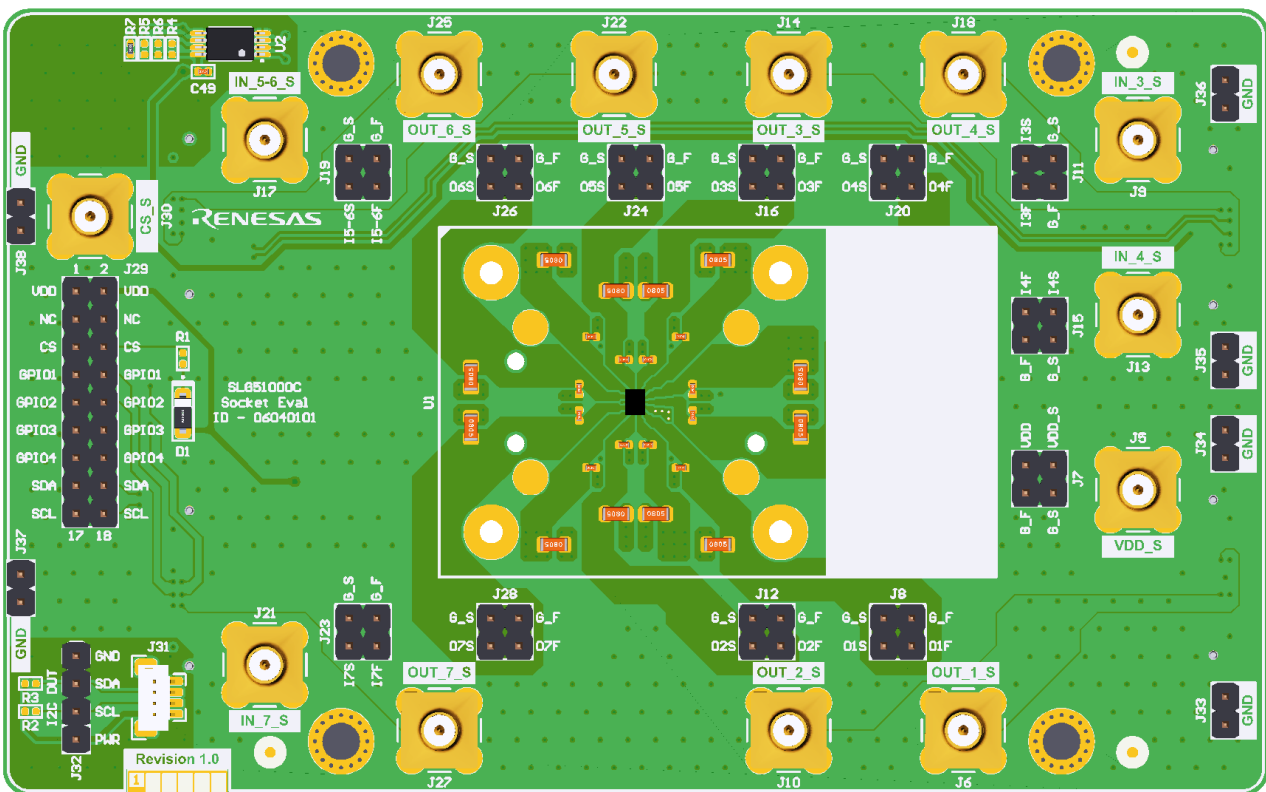 J25
J22
J14
J18
R7
R5
R6
R4
U2
C49
IN_5-6_S
IN_3_S
J36
GND
OUT_6_S
OUT_5_S
OUT_3_S
OUT_4_S
J17
J19
G_S
G_F
I5-6S
I5-6F
G_S
G_F
O6S
O6F
J26
G_S
G_F
O5S
O5F
J24
G_S
G_F
O3S
O3F
J16
G_S
G_F
O4S
O4F
J20
I3S
G_S
I3F
G_F
J11
J9
GND
J38
CS_S
J30
RENESAS
IN_4_S
1 2 J29
VDD VDD
NC NC
CS CS
GPIO1 GPIO1
GPIO2 GPIO2
GPIO3 GPIO3
GPIO4 GPIO4
SDA SDA
SCL SCL
17 18
R1
D1
SLG51000C
Socket Eval
ID - 06040101
U1
0805
0805
0805
0805
0805
0805
0805
0805
0805
0805
0805
0805
I4F
I4S
G_F
G_S
J15
J13
J35
GND
VDD
VDD_S
G_F
G_S
J7
J5
VDD_S
J34
GND
J37
GND
J21
IN_7_S
J23
G_S
G_F
I7S
I7F
J28
G_S
G_F
O7S
O7F
J12
G_S
G_F
O2S
O2F
J8
G_S
G_F
O1S
O1F
OUT_7_S
OUT_2_S
OUT_1_S
J31
GND
SDA
SCL
PWR
DUT
I2C
R3
R2
J32
Revision 1.0
1
J27
J10
J6
J33
GND